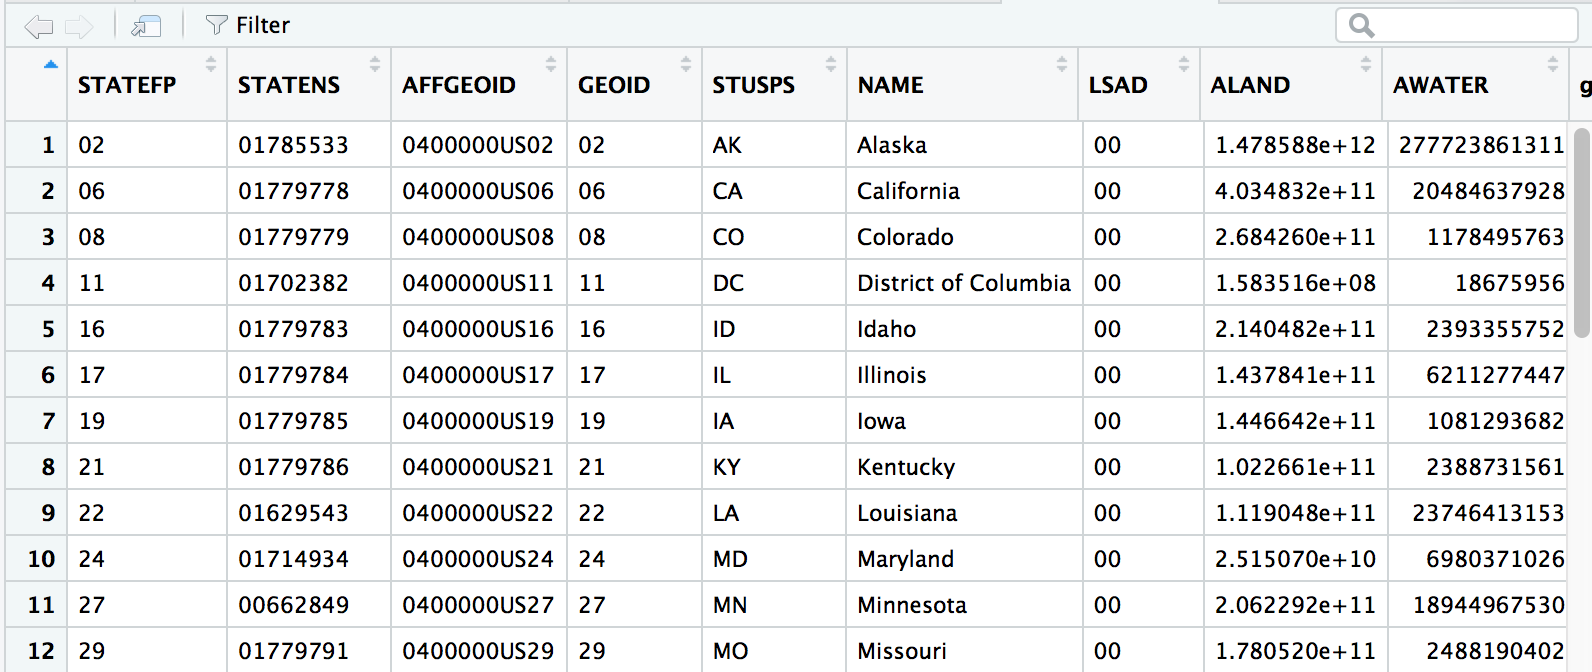 Filter
STATEFP STATENS AFFGEOID GEOID STUSPS NAME LSAD ALAND AWATER g
1 02 01785533 0400000US02 02 AK Alaska 00 1.478588e+12 277723861311
2 06 01779778 0400000US06 06 CA California 00 4.034832e+11 20484637928
3 08 01779779 0400000US08 08 CO Colorado 00 2.684260e+11 1178495763
4 11 01702382 0400000US11 11 DC District of Columbia 00 1.583516e+08 18675956
5 16 01779783 0400000US16 16 ID Idaho 00 2.140482e+11 2393355752
6 17 01779784 0400000US17 17 IL Illinois 00 1.437841e+11 6211277447
7 19 01779785 0400000US19 19 IA Iowa 00 1.446642e+11 1081293682
8 21 01779786 0400000US21 21 KY Kentucky 00 1.022661e+11 2388731561
9 22 01629543 0400000US22 22 LA Louisiana 00 1.119048e+11 23746413153
10 24 01714934 0400000US24 24 MD Maryland 00 2.515070e+10 6980371026
11 27 00662849 0400000US27 27 MN Minnesota 00 2.062292e+11 18944967530
12 29 01779791 0400000US29 29 MO Missouri 00 1.780520e+11 2488190402